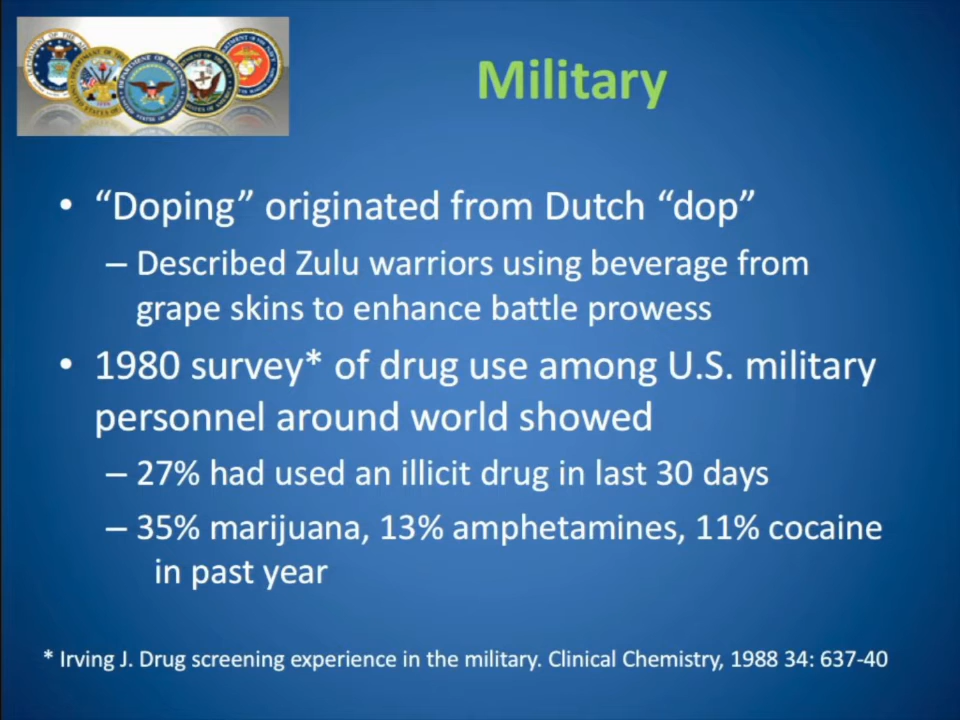 Military
• “Doping” originated from Dutch “dop”
– Described Zulu warriors using beverage from
grape skins to enhance battle prowess
• 1980 survey* of drug use among U.S. military
personnel around world showed
– 27% had used an illicit drug in last 30 days
– 35% marijuana, 13% amphetamines, 11% cocaine
in past year
* Irving J. Drug screening experience in the military. Clinical Chemistry, 1988 34: 637-40